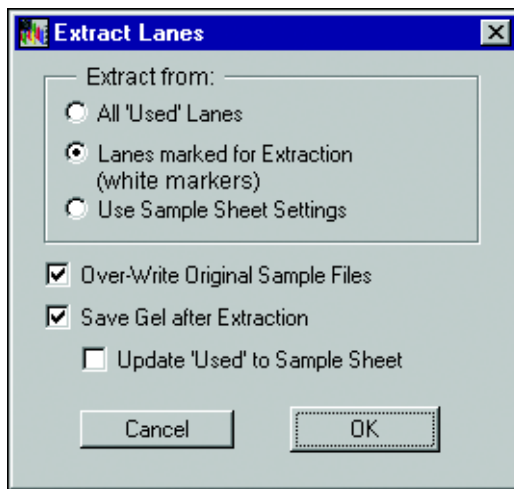 Extract Lanes
Extract from:
All 'Used' Lanes
Lanes marked for Extraction
(white markers)
Use Sample Sheet Settings
Over-Write Original Sample Files
Save Gel after Extraction
Update 'Used' to Sample Sheet
Cancel
OK